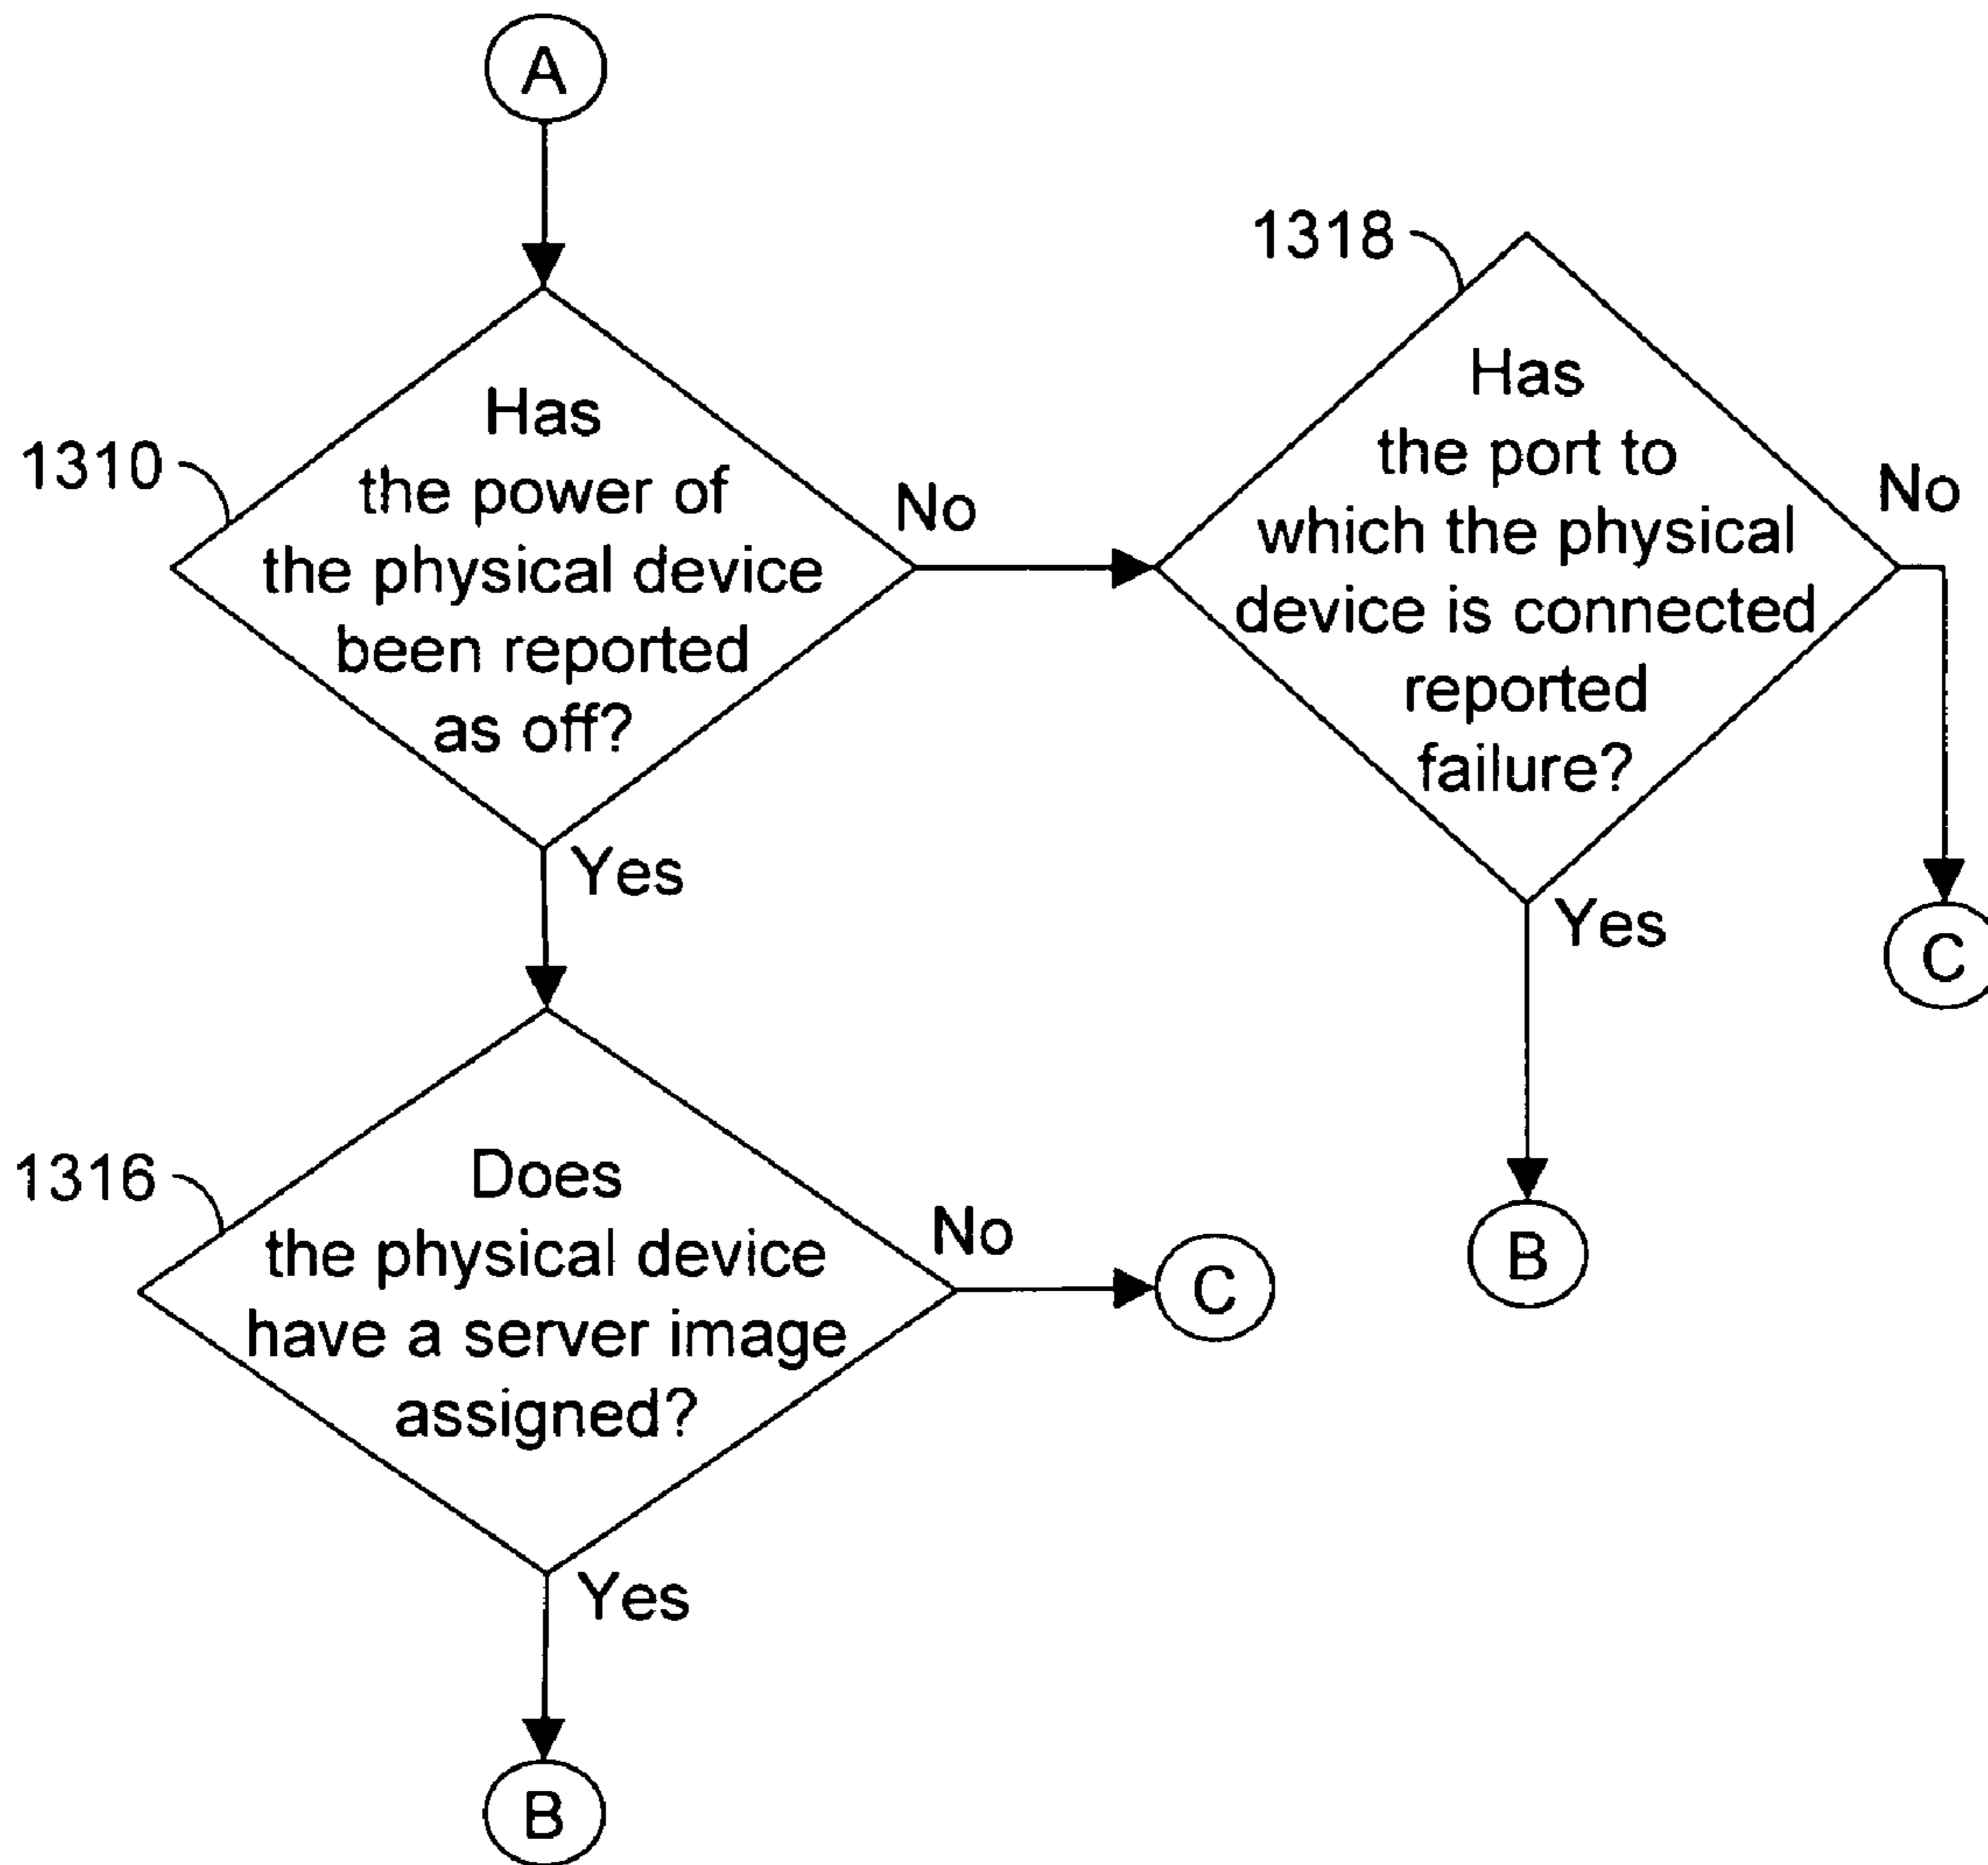 A
1310
Has
the power of
the physical device
been reported
as off?
No
Yes
1318
Has
the port to
which the physical
device is connected
reported
failure?
No
C
Yes
B
1316
Does
the physical device
have a server image
assigned?
No
C
Yes
B